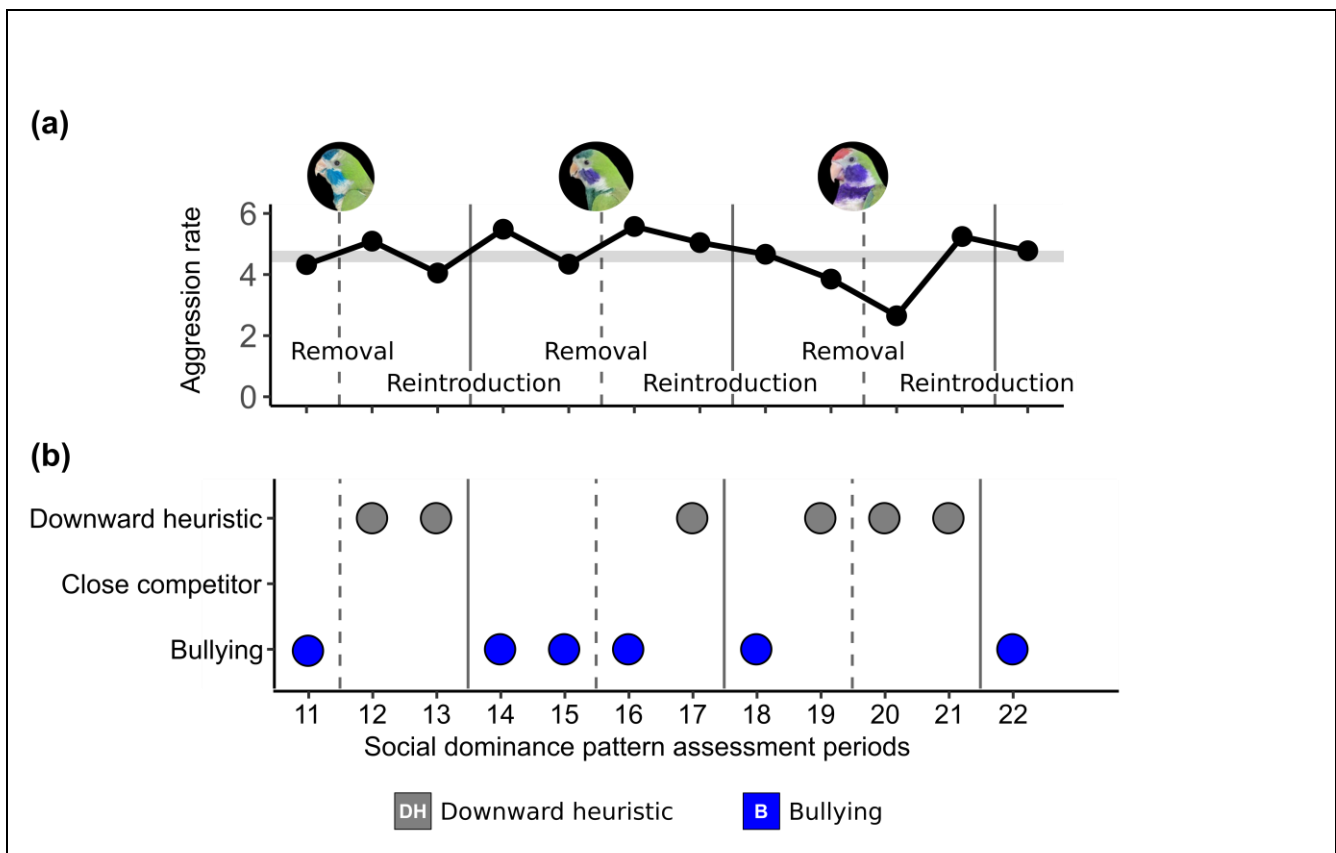 (a)
6
4
2
0
Aggression rate
Removal Removal Removal
Reintroduction Reintroduction Reintroduction
(b)
Downward heuristic
Close competitor
Bullying
11 12 13 14 15 16 17 18 19 20 21 22
Social dominance pattern assessment periods
DH Downward heuristic B Bullying